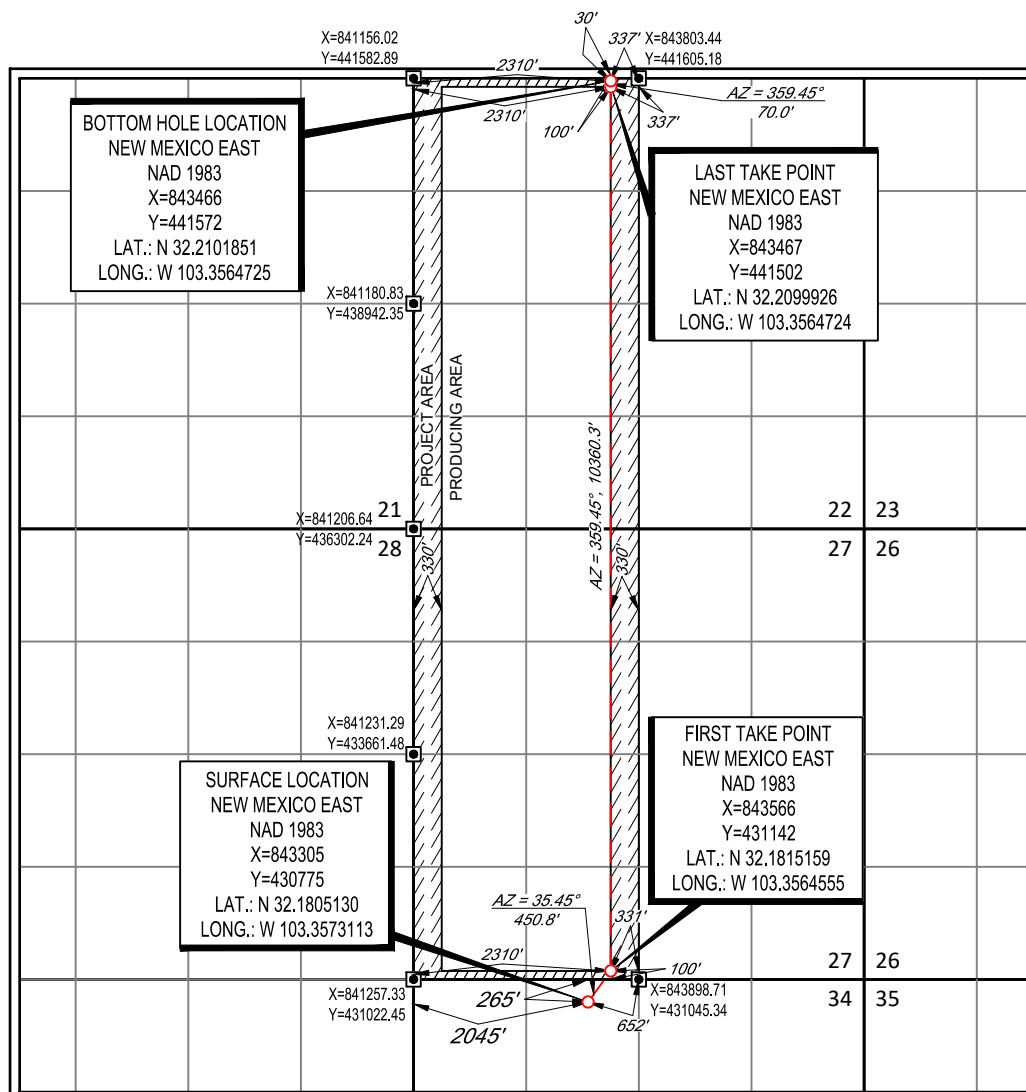 30'
X=841156.02
Y=441582.89
2310'
337'
X=843803.44
Y=441605.18
2310'
100'
337'
AZ = 359.45°
70.0'
BOTTOM HOLE LOCATION
NEW MEXICO EAST
NAD 1983
X=843466
Y=441572
LAT.: N 32.2101851
LONG.: W 103.3564725
LAST TAKE POINT
NEW MEXICO EAST
NAD 1983
X=843467
Y=441502
LAT.: N 32.2099926
LONG.: W 103.3564724
X=841180.83
Y=438942.35
PROJECT AREA
PRODUCING AREA
AZ = 359.45°, 10360.3'
21
22
23
X=841206.64
Y=436302.24
28
27
26
330'
330'
X=841231.29
Y=433661.48
SURFACE LOCATION
NEW MEXICO EAST
NAD 1983
X=843305
Y=430775
LAT.: N 32.1805130
LONG.: W 103.3573113
FIRST TAKE POINT
NEW MEXICO EAST
NAD 1983
X=843566
Y=431142
LAT.: N 32.1815159
LONG.: W 103.3564555
AZ = 35.45°
450.8'
331'
2310'
100'
27
26
34
35
X=841257.33
Y=431022.45
265'
2045'
652'
X=843898.71
Y=431045.34